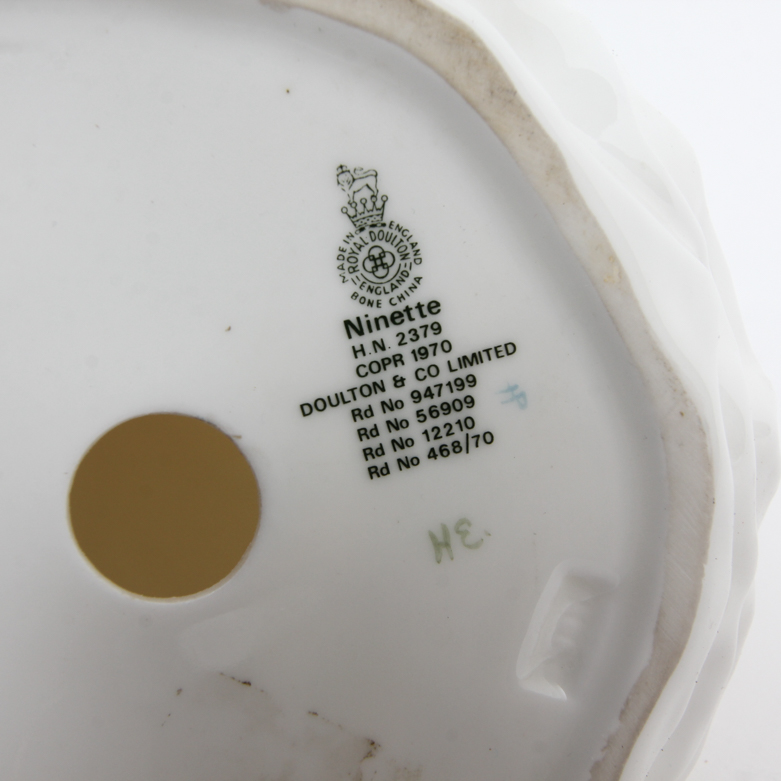 MADE IN ENGLAND
ROYAL DOULTON
ENGLAND
BONE CHINA
Ninette
H.N. 2379
COPR 1970
DOULTON & CO LIMITED
Rd No 947199
Rd No 56909
Rd No 12210
Rd No 468/70